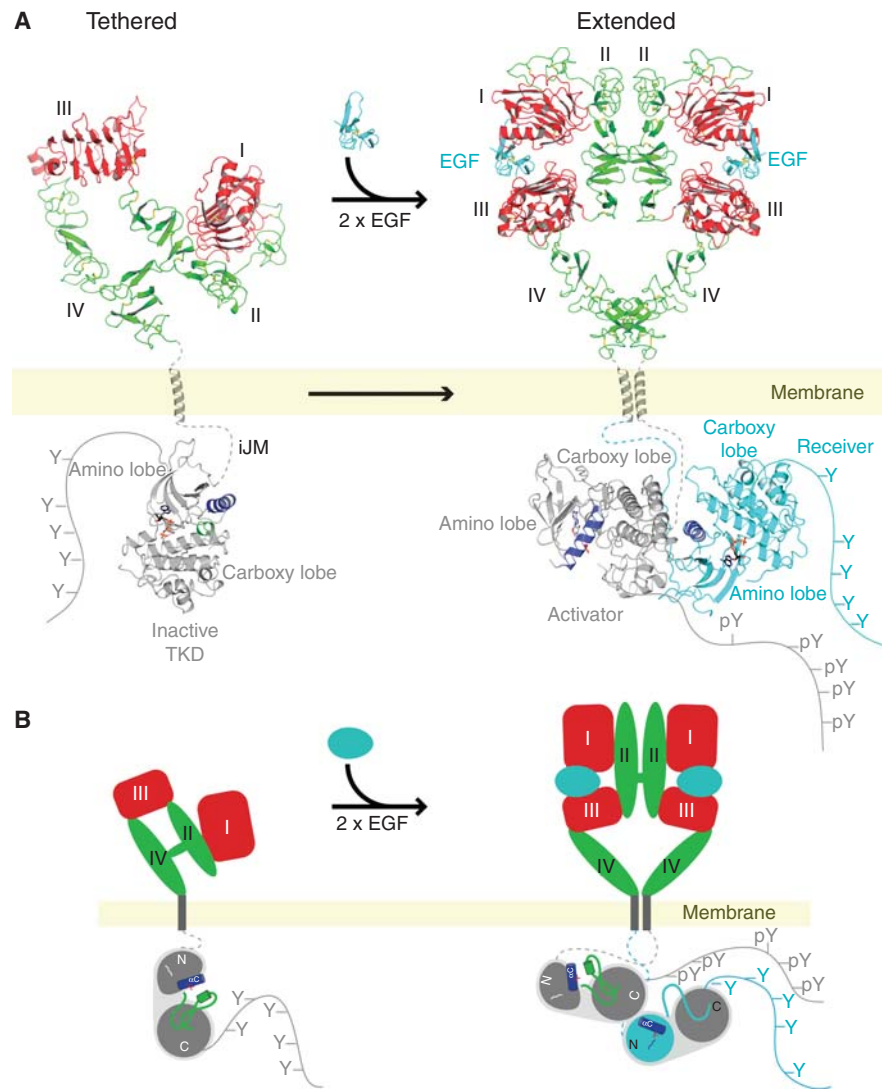 A
Tethered
Extended
II II
III
I
I
I
EGF
EGF
2 x EGF
III
III
IV
II
IV
IV
Membrane
iJM
Amino lobe
Carboxy lobe
Carboxy lobe
Receiver
Y
Y
Y
Y
Y
Amino lobe
Carboxy lobe
Inactive
TKD
Activator
Amino lobe
Y
Y
Y
Y
Y
pY
pY
pY
pY
pY
B
I
II
II
I
III
I
II
IV
2 x EGF
III
III
IV
IV
Membrane
N
αC
C
Y
Y
Y
Y
Y
N
αC
C
pY
pY
pY
pY
pY
N
αC
C
Y
Y
Y
Y
Y